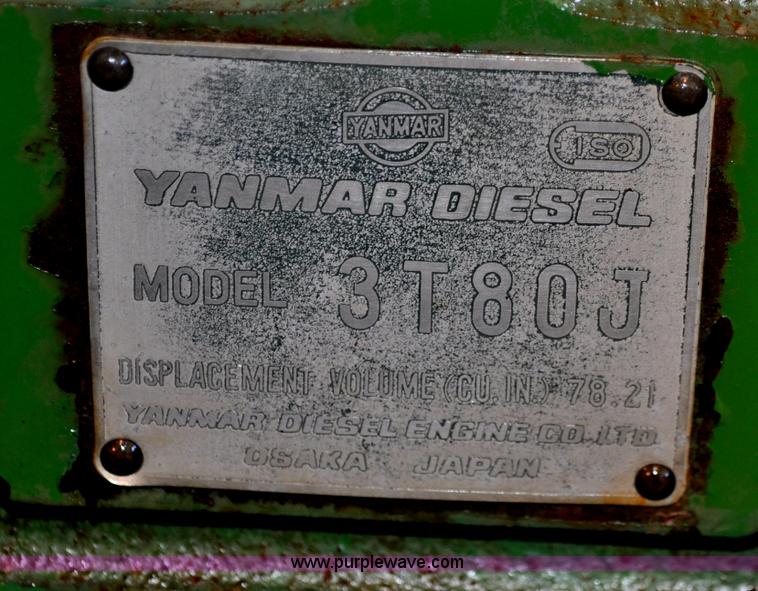 YANMAR
ISO
YANMAR DIESEL
MODEL 3T80J
DISPLACEMENT VOLUME (CU. IN.) 78.21
YANMAR DIESEL ENGINE CO. LTD.
OSAKA JAPAN
www.purplewave.com